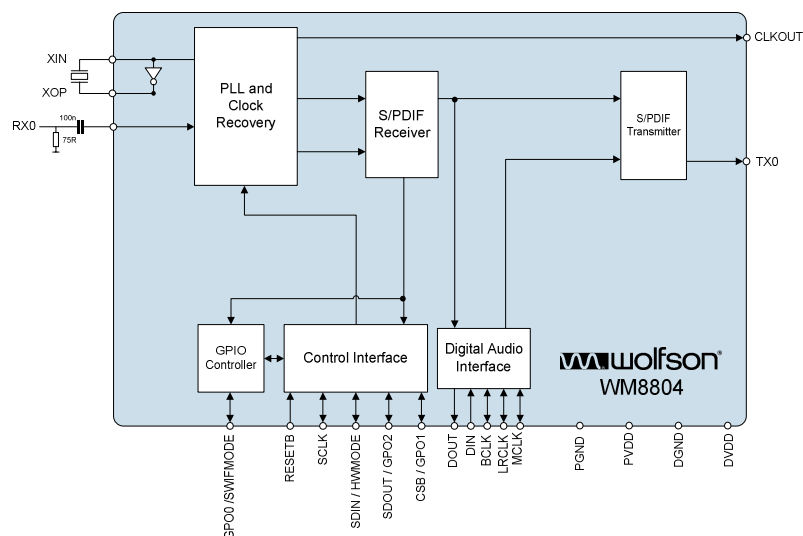 XIN
XOP
RX0
100n
75R
PLL and
Clock
Recovery
S/PDIF
Receiver
S/PDIF
Transmitter
CLKOUT
TX0
GPIO
Controller
Control Interface
Digital Audio
Interface
wolfson®
WM8804
GPO0 /SWIFMODE
RESETB
SCLK
SDIN / HWMODE
SDOUT / GPO2
CSB / GPO1
DOUT
DIN
BCLK
LRCLK
MCLK
PGND
PVDD
DGND
DVDD